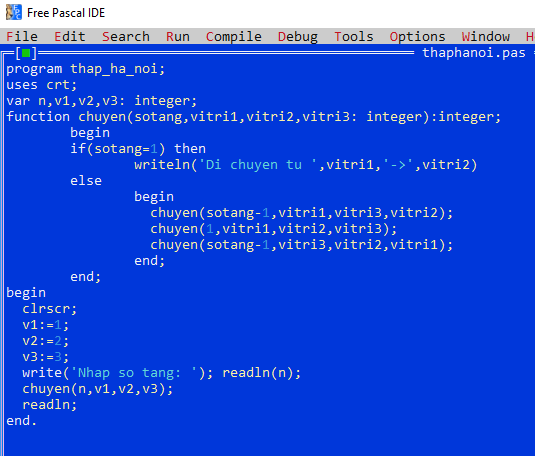 Free Pascal IDE
File Edit Search Run Compile Debug Tools Options Window H
[■] thaphanoi.pas
program thap_ha_noi;
uses crt;
var n,v1,v2,v3: integer;
function chuyen(sotang,vitri1,vitri2,vitri3: integer):integer;
begin
if(sotang=1) then
writeln('Di chuyen tu ',vitri1,'->',vitri2)
else
begin
chuyen(sotang-1,vitri1,vitri3,vitri2);
chuyen(1,vitri1,vitri2,vitri3);
chuyen(sotang-1,vitri3,vitri2,vitri1);
end;
end;
begin
clrscr;
v1:=1;
v2:=2;
v3:=3;
write('Nhap so tang: '); readln(n);
chuyen(n,v1,v2,v3);
readln;
end.